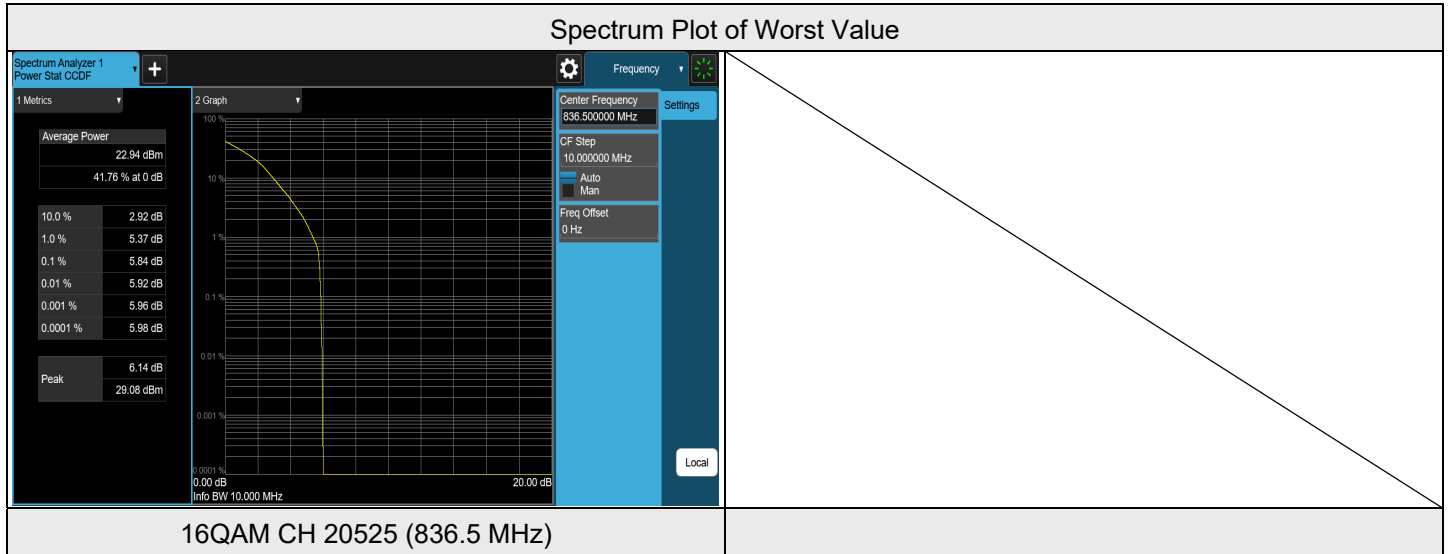 Spectrum Plot of Worst Value
Spectrum Analyzer 1
Power Stat CCDF
+
Frequency
1 Metrics
2 Graph
Average Power
22.94 dBm
41.76 % at 0 dB
10.0 % 2.92 dB
1.0 % 5.37 dB
0.1 % 5.84 dB
0.01 % 5.92 dB
0.001 % 5.96 dB
0.0001 % 5.98 dB
Peak
6.14 dB
29.08 dBm
100 %
10 %
1 %
0.1 %
0.01 %
0.001 %
0.0001 %
0.00 dB 20.00 dB
Info BW 10.000 MHz
Center Frequency
836.500000 MHz
Settings
CF Step
10.000000 MHz
Auto
Man
Freq Offset
0 Hz
Local
16QAM CH 20525 (836.5 MHz)